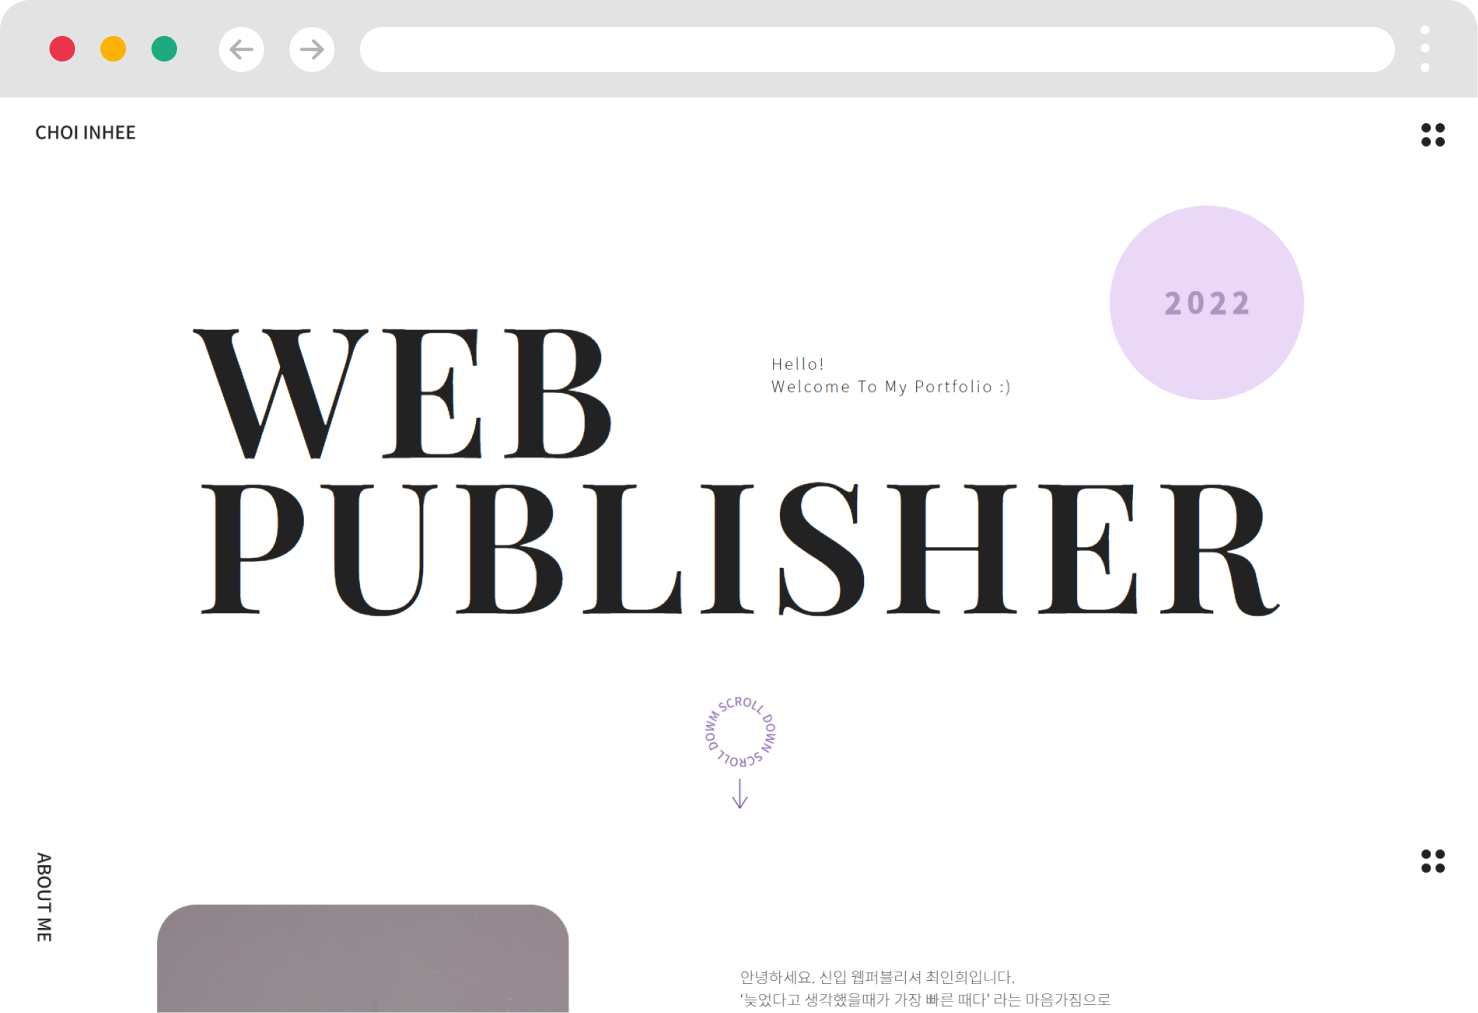 CHOI INHEE
2022
Hello!
Welcome To My Portfolio :)
WEB
PUBLISHER
SCROLL DOWN SCROLL DOWM
ABOUT ME
안녕하세요. 신입 웹퍼블리셔 최인희입니다.
‘늦었다고 생각했을때가 가장 빠른 때다’ 라는 마음가짐으로